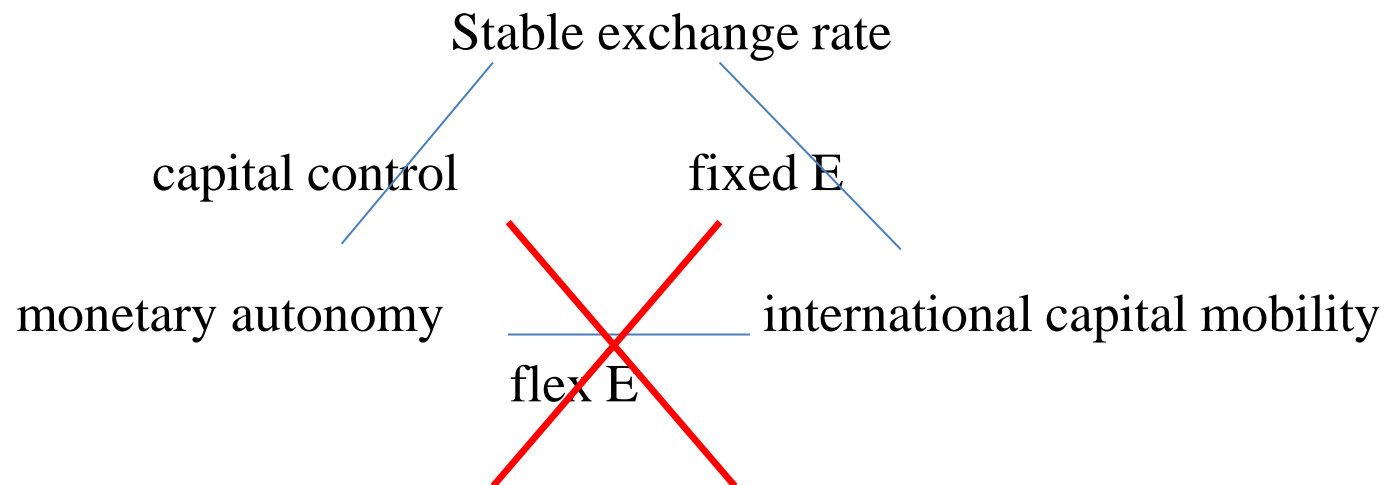 Stable exchange rate
capital control fixed E
monetary autonomy international capital mobility
flex E